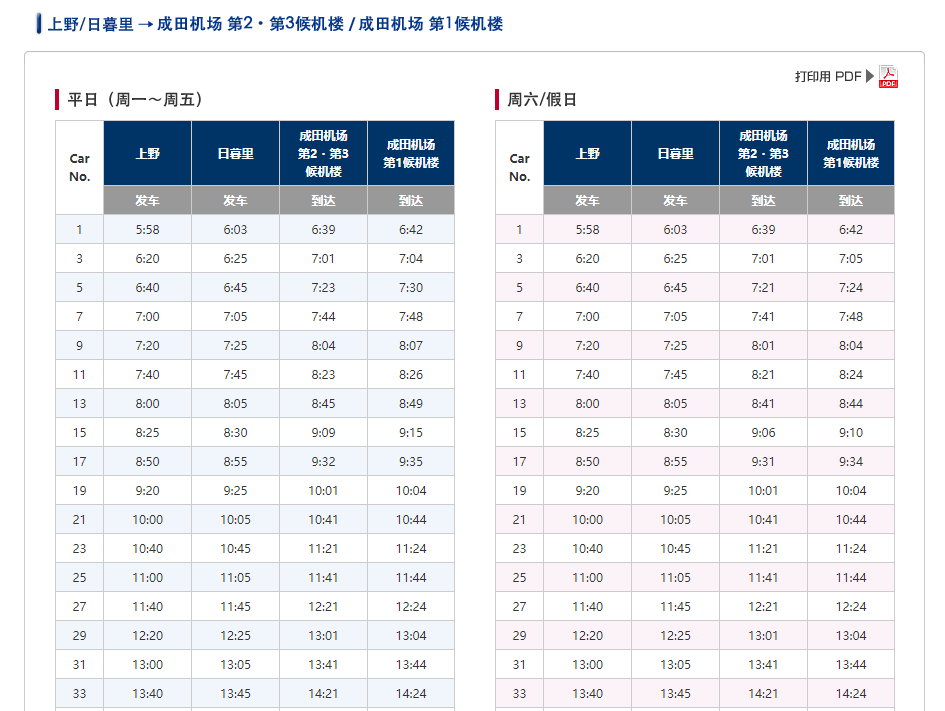 上野/日暮里 → 成田机场 第2・第3候机楼 / 成田机场 第1候机楼
打印用 PDF
PDF
平日（周一～周五）
Car No. 上野 日暮里 成田机场 第2・第3 候机楼 成田机场 第1候机楼
发车 发车 到达 到达
1 5:58 6:03 6:39 6:42
3 6:20 6:25 7:01 7:04
5 6:40 6:45 7:23 7:30
7 7:00 7:05 7:44 7:48
9 7:20 7:25 8:04 8:07
11 7:40 7:45 8:23 8:26
13 8:00 8:05 8:45 8:49
15 8:25 8:30 9:09 9:15
17 8:50 8:55 9:32 9:35
19 9:20 9:25 10:01 10:04
21 10:00 10:05 10:41 10:44
23 10:40 10:45 11:21 11:24
25 11:00 11:05 11:41 11:44
27 11:40 11:45 12:21 12:24
29 12:20 12:25 13:01 13:04
31 13:00 13:05 13:41 13:44
33 13:40 13:45 14:21 14:24
周六/假日
Car No. 上野 日暮里 成田机场 第2・第3 候机楼 成田机场 第1候机楼
发车 发车 到达 到达
1 5:58 6:03 6:39 6:42
3 6:20 6:25 7:01 7:05
5 6:40 6:45 7:21 7:24
7 7:00 7:05 7:41 7:48
9 7:20 7:25 8:01 8:04
11 7:40 7:45 8:21 8:24
13 8:00 8:05 8:41 8:44
15 8:25 8:30 9:06 9:10
17 8:50 8:55 9:31 9:34
19 9:20 9:25 10:01 10:04
21 10:00 10:05 10:41 10:44
23 10:40 10:45 11:21 11:24
25 11:00 11:05 11:41 11:44
27 11:40 11:45 12:21 12:24
29 12:20 12:25 13:01 13:04
31 13:00 13:05 13:41 13:44
33 13:40 13:45 14:21 14:24